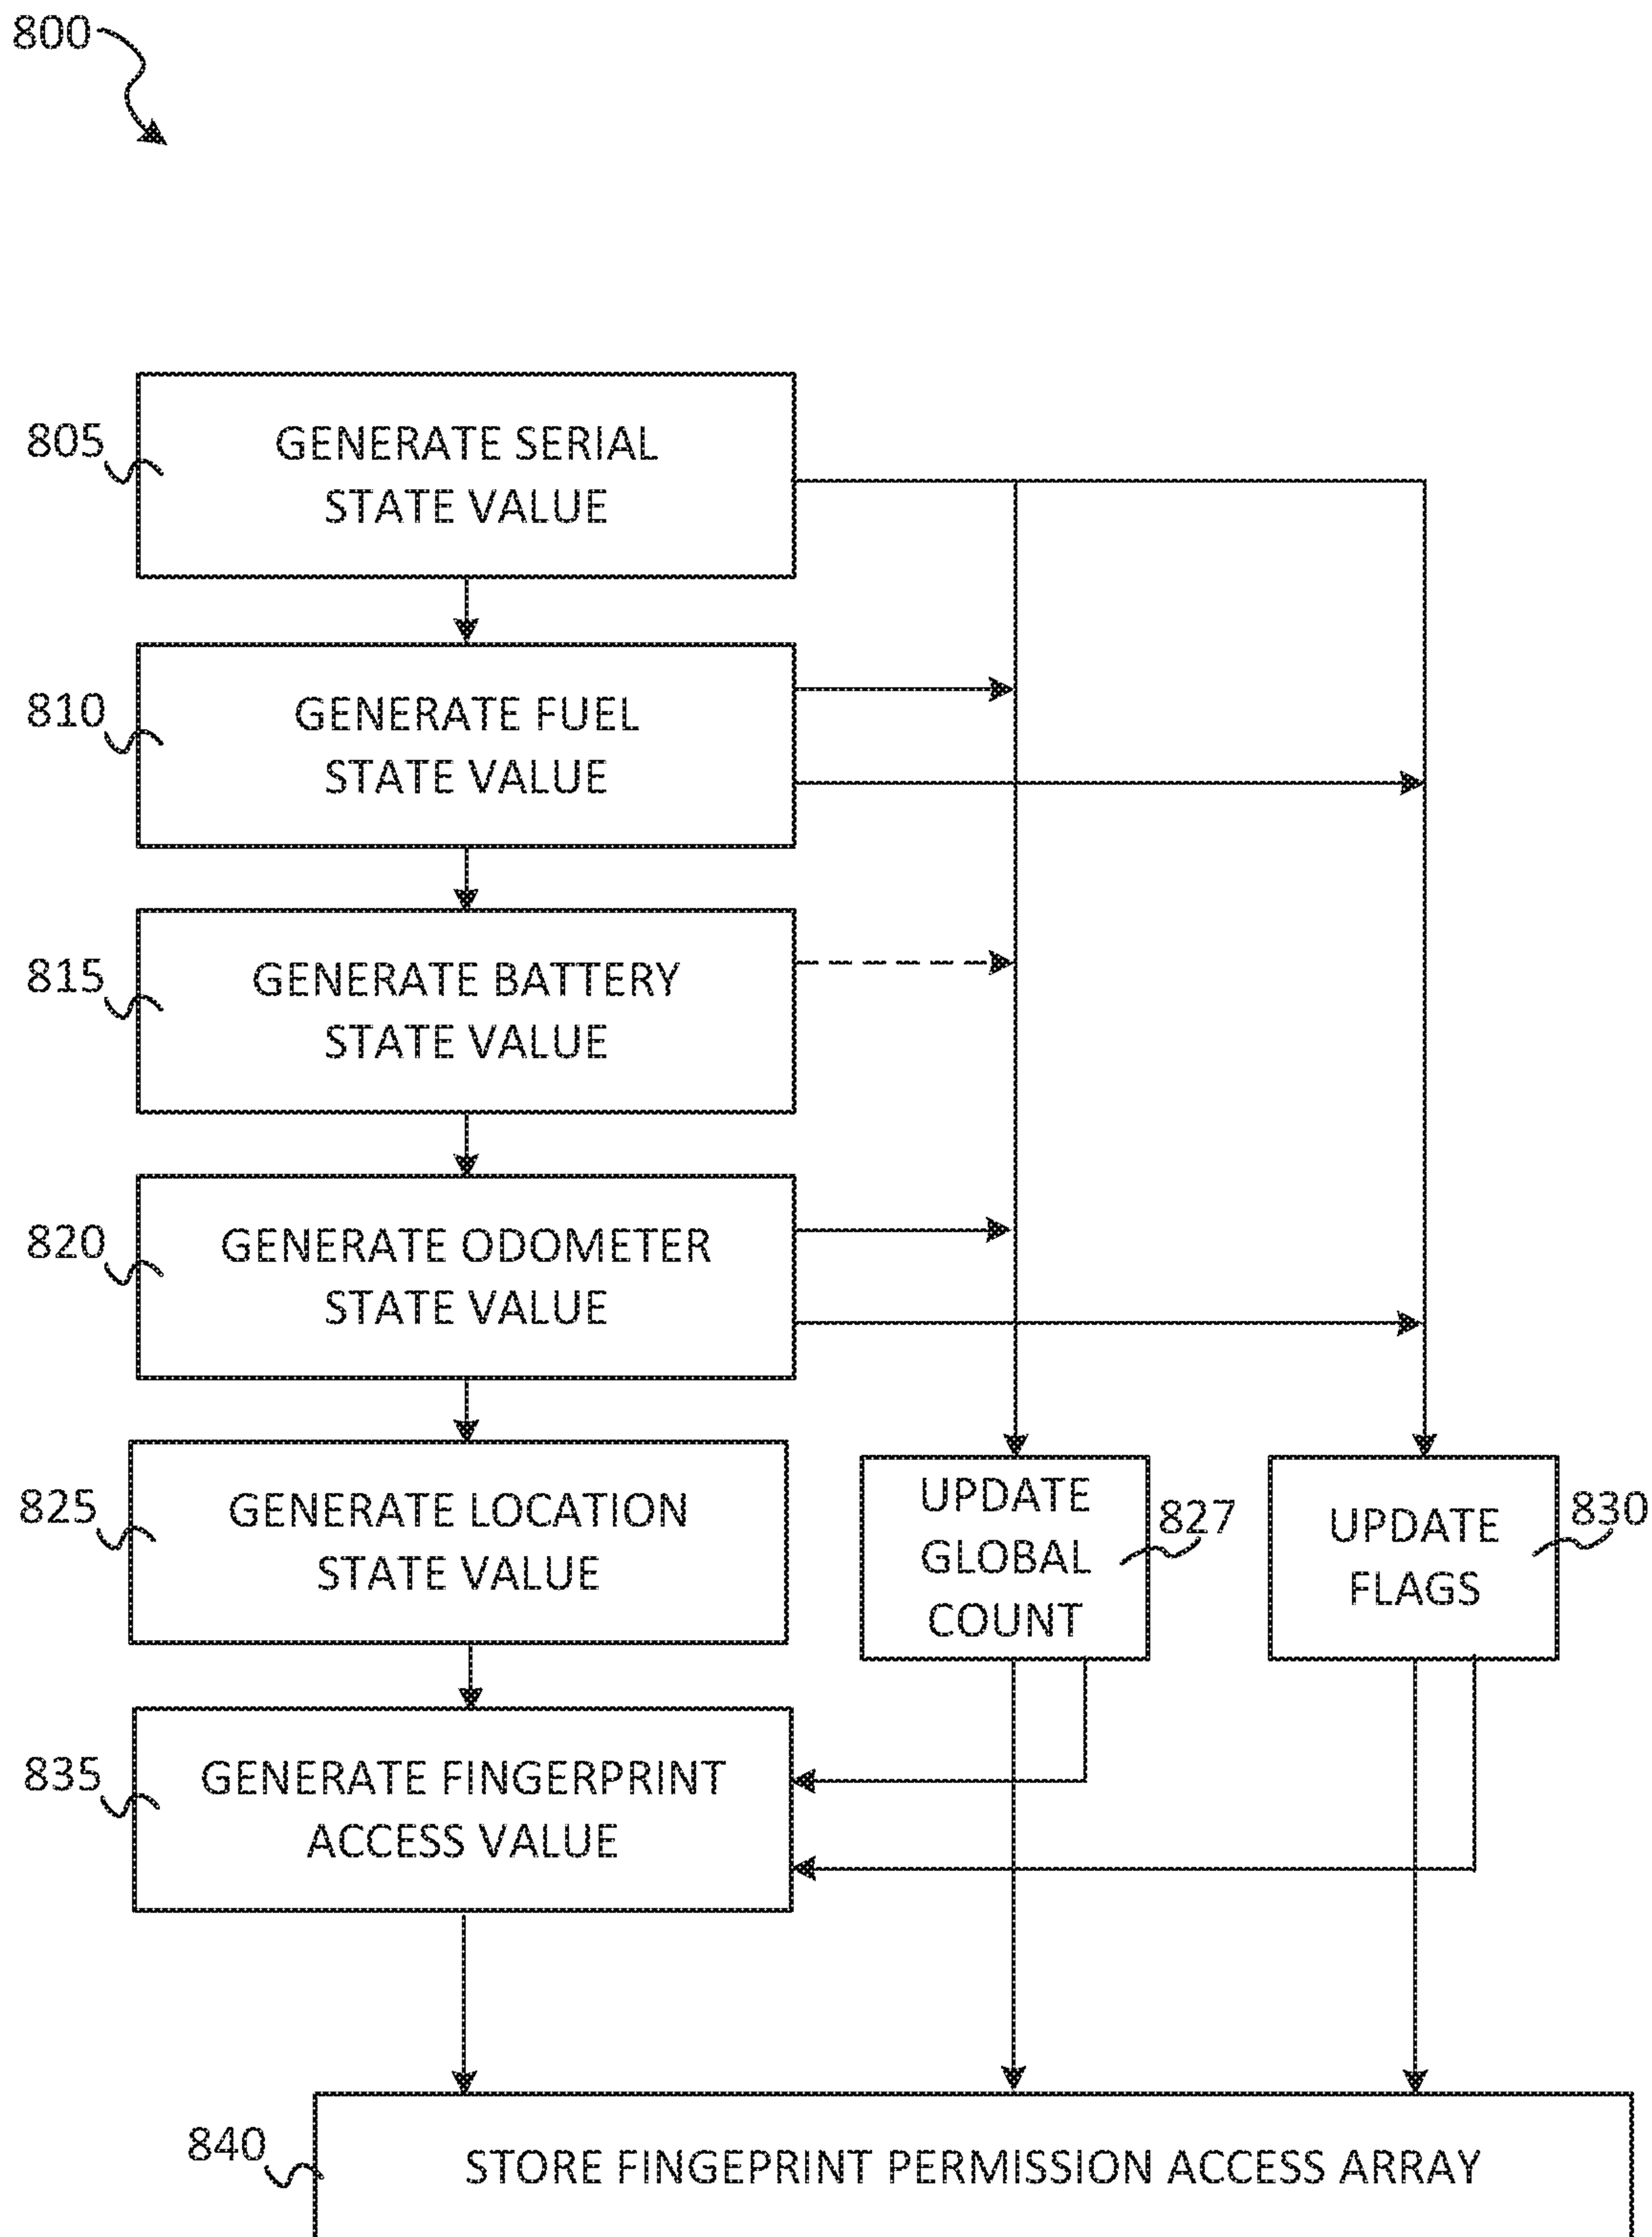 800
805
GENERATE SERIAL
STATE VALUE
810
GENERATE FUEL
STATE VALUE
815
GENERATE BATTERY
STATE VALUE
820
GENERATE ODOMETER
STATE VALUE
825
GENERATE LOCATION
STATE VALUE
UPDATE
GLOBAL
COUNT
827
UPDATE
FLAGS
830
835
GENERATE FINGERPRINT
ACCESS VALUE
840
STORE FINGEPRINT PERMISSION ACCESS ARRAY